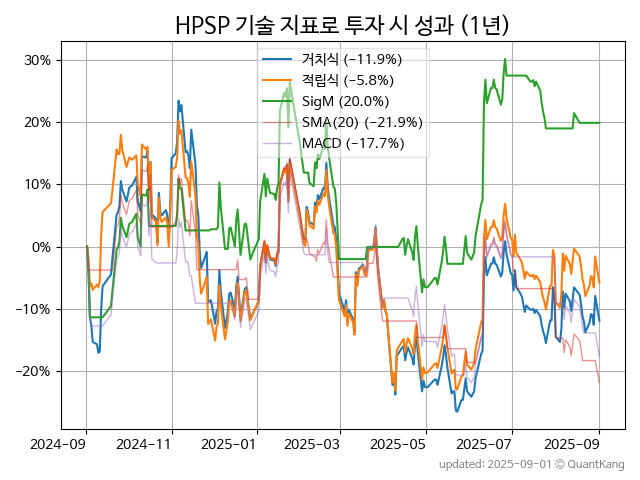 HPSP 기술 지표로 투자 시 성과 (1년)
거치식 (−11.9%)
적립식 (−5.8%)
SigM (20.0%)
SMA(20) (−21.9%)
MACD (−17.7%)
30%
20%
10%
0%
−10%
−20%
2024-09 2024-11 2025-01 2025-03 2025-05 2025-07 2025-09
updated: 2025-09-01 © QuantKang